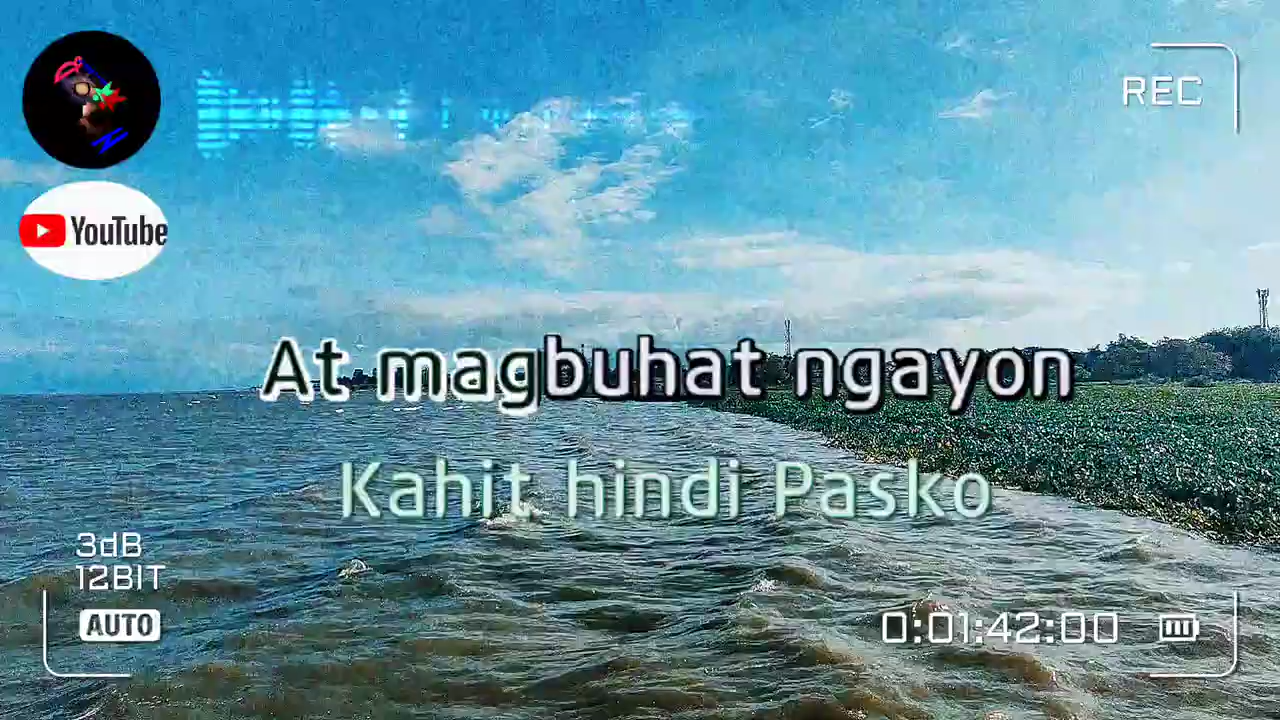 REC
YouTube
At magbuhat ngayon
Kahit hindi Pasko
3dB
12BIT
AUTO
0:01:42:00